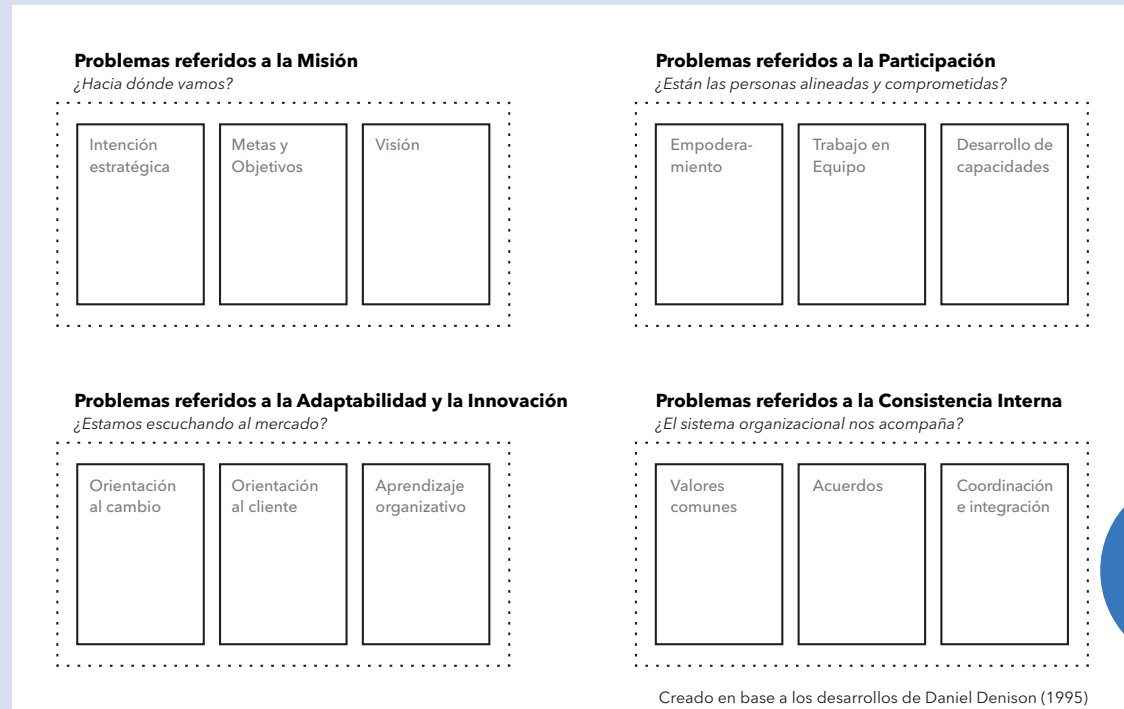 Problemas referidos a la Misión
¿Hacia dónde vamos?
Intención
estratégica
Metas y
Objetivos
Visión
Problemas referidos a la Participación
¿Están las personas alineadas y comprometidas?
Empodera-
miento
Trabajo en
Equipo
Desarrollo de
capacidades
Problemas referidos a la Adaptabilidad y la Innovación
¿Estamos escuchando al mercado?
Orientación
al cambio
Orientación
al cliente
Aprendizaje
organizativo
Problemas referidos a la Consistencia Interna
¿El sistema organizacional nos acompaña?
Valores
comunes
Acuerdos
Coordinación
e integración
Creado en base a los desarrollos de Daniel Denison (1995)